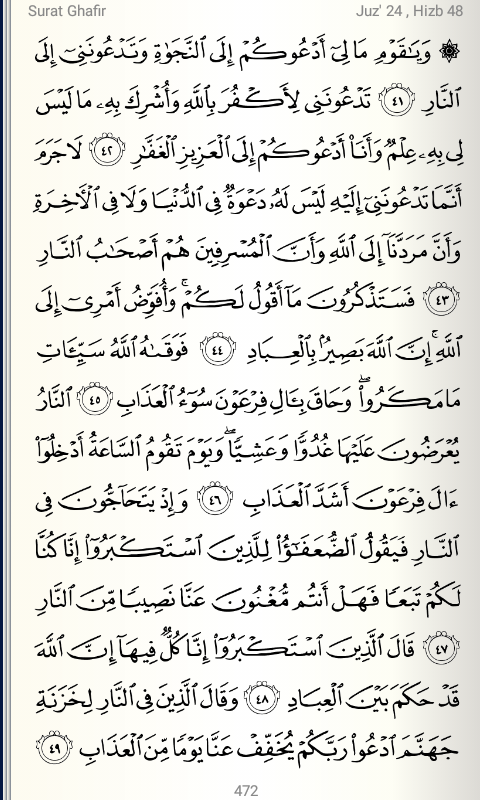 Surat Ghafir Juz' 24 , Hizb 48
۞ وَيَـٰقَوْمِ مَا لِىٓ أَدْعُوكُمْ إِلَى ٱلنَّجَوٰةِ وَتَدْعُونَنِىٓ إِلَى
ٱلنَّارِ ٤١ تَدْعُونَنِى لِأَكْفُرَ بِٱللَّهِ وَأُشْرِكَ بِهِۦ مَا لَيْسَ
لِى بِهِۦ عِلْمٌ وَأَنَا۠ أَدْعُوكُمْ إِلَى ٱلْعَزِيزِ ٱلْغَفَّـٰرِ ٤٢ لَا جَرَمَ
أَنَّمَا تَدْعُونَنِىٓ إِلَيْهِ لَيْسَ لَهُۥ دَعْوَةٌ فِى ٱلدُّنْيَا وَلَا فِى ٱلْأَخِرَةِ
وَأَنَّ مَرَدَّنَآ إِلَى ٱللَّهِ وَأَنَّ ٱلْمُسْرِفِينَ هُمْ أَصْحَـٰبُ ٱلنَّارِ
٤٣ فَسَتَذْكُرُونَ مَآ أَقُولُ لَكُمْ ۚ وَأُفَوِّضُ أَمْرِىٓ إِلَى
ٱللَّهِ ۚ إِنَّ ٱللَّهَ بَصِيرٌۢ بِٱلْعِبَادِ ٤٤ فَوَقَىٰهُ ٱللَّهُ سَيِّـَٔاتِ
مَا مَكَرُوا۟ ۖ وَحَاقَ بِـَٔالِ فِرْعَوْنَ سُوٓءُ ٱلْعَذَابِ ٤٥ ٱلنَّارُ
يُعْرَضُونَ عَلَيْهَا غُدُوًّا وَعَشِيًّا ۖ وَيَوْمَ تَقُومُ ٱلسَّاعَةُ أَدْخِلُوٓا۟
ءَالَ فِرْعَوْنَ أَشَدَّ ٱلْعَذَابِ ٤٦ وَإِذْ يَتَحَآجُّونَ فِى
ٱلنَّارِ فَيَقُولُ ٱلضُّعَفَـٰٓؤُا۟ لِلَّذِينَ ٱسْتَكْبَرُوٓا۟ إِنَّا كُنَّا
لَكُمْ تَبَعًا فَهَلْ أَنتُم مُّغْنُونَ عَنَّا نَصِيبًا مِّنَ ٱلنَّارِ
٤٧ قَالَ ٱلَّذِينَ ٱسْتَكْبَرُوٓا۟ إِنَّا كُلٌّ فِيهَآ إِنَّ ٱللَّهَ
قَدْ حَكَمَ بَيْنَ ٱلْعِبَادِ ٤٨ وَقَالَ ٱلَّذِينَ فِى ٱلنَّارِ لِخَزَنَةِ
جَهَنَّمَ ٱدْعُوا۟ رَبَّكُمْ يُخَفِّفْ عَنَّا يَوْمًا مِّنَ ٱلْعَذَابِ ٤٩
472